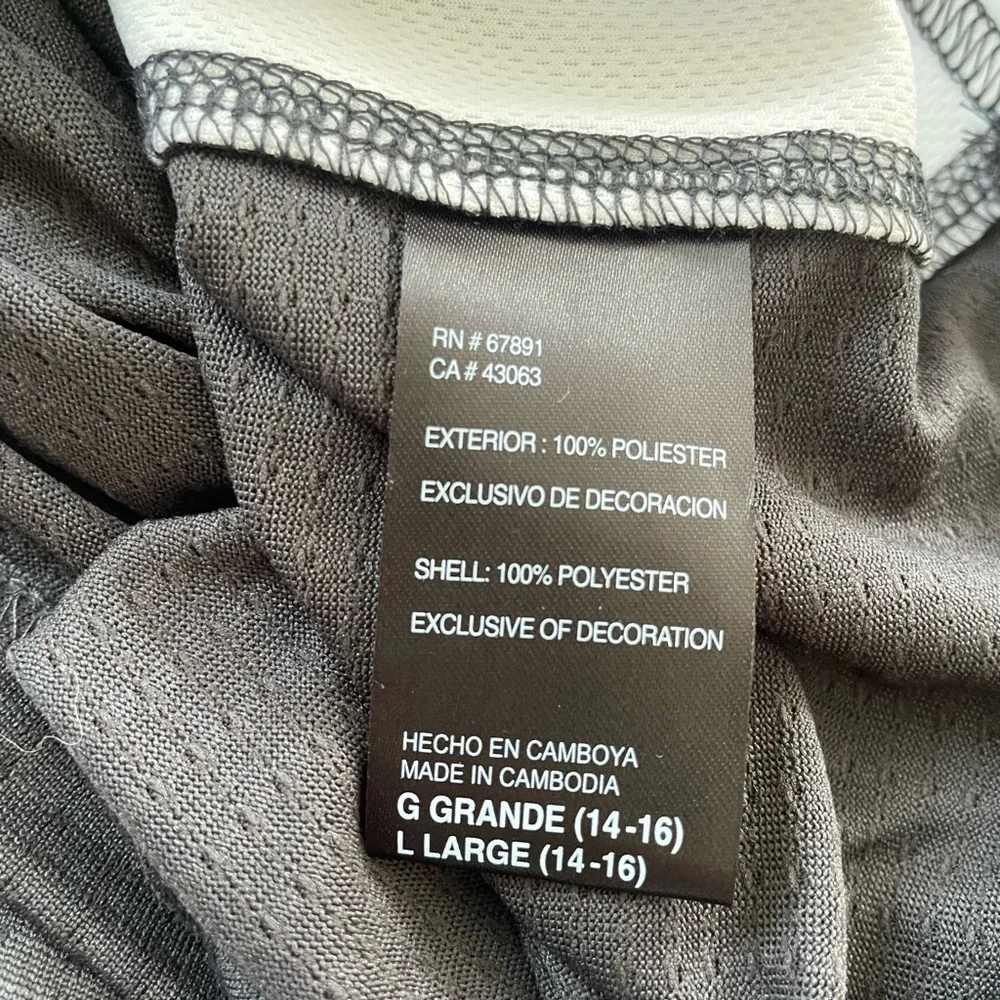 RN # 67891
CA # 43063
EXTERIOR : 100% POLIESTER
EXCLUSIVO DE DECORACION
SHELL: 100% POLYESTER
EXCLUSIVE OF DECORATION
HECHO EN CAMBOYA
MADE IN CAMBODIA
G GRANDE (14-16)
L LARGE (14-16)